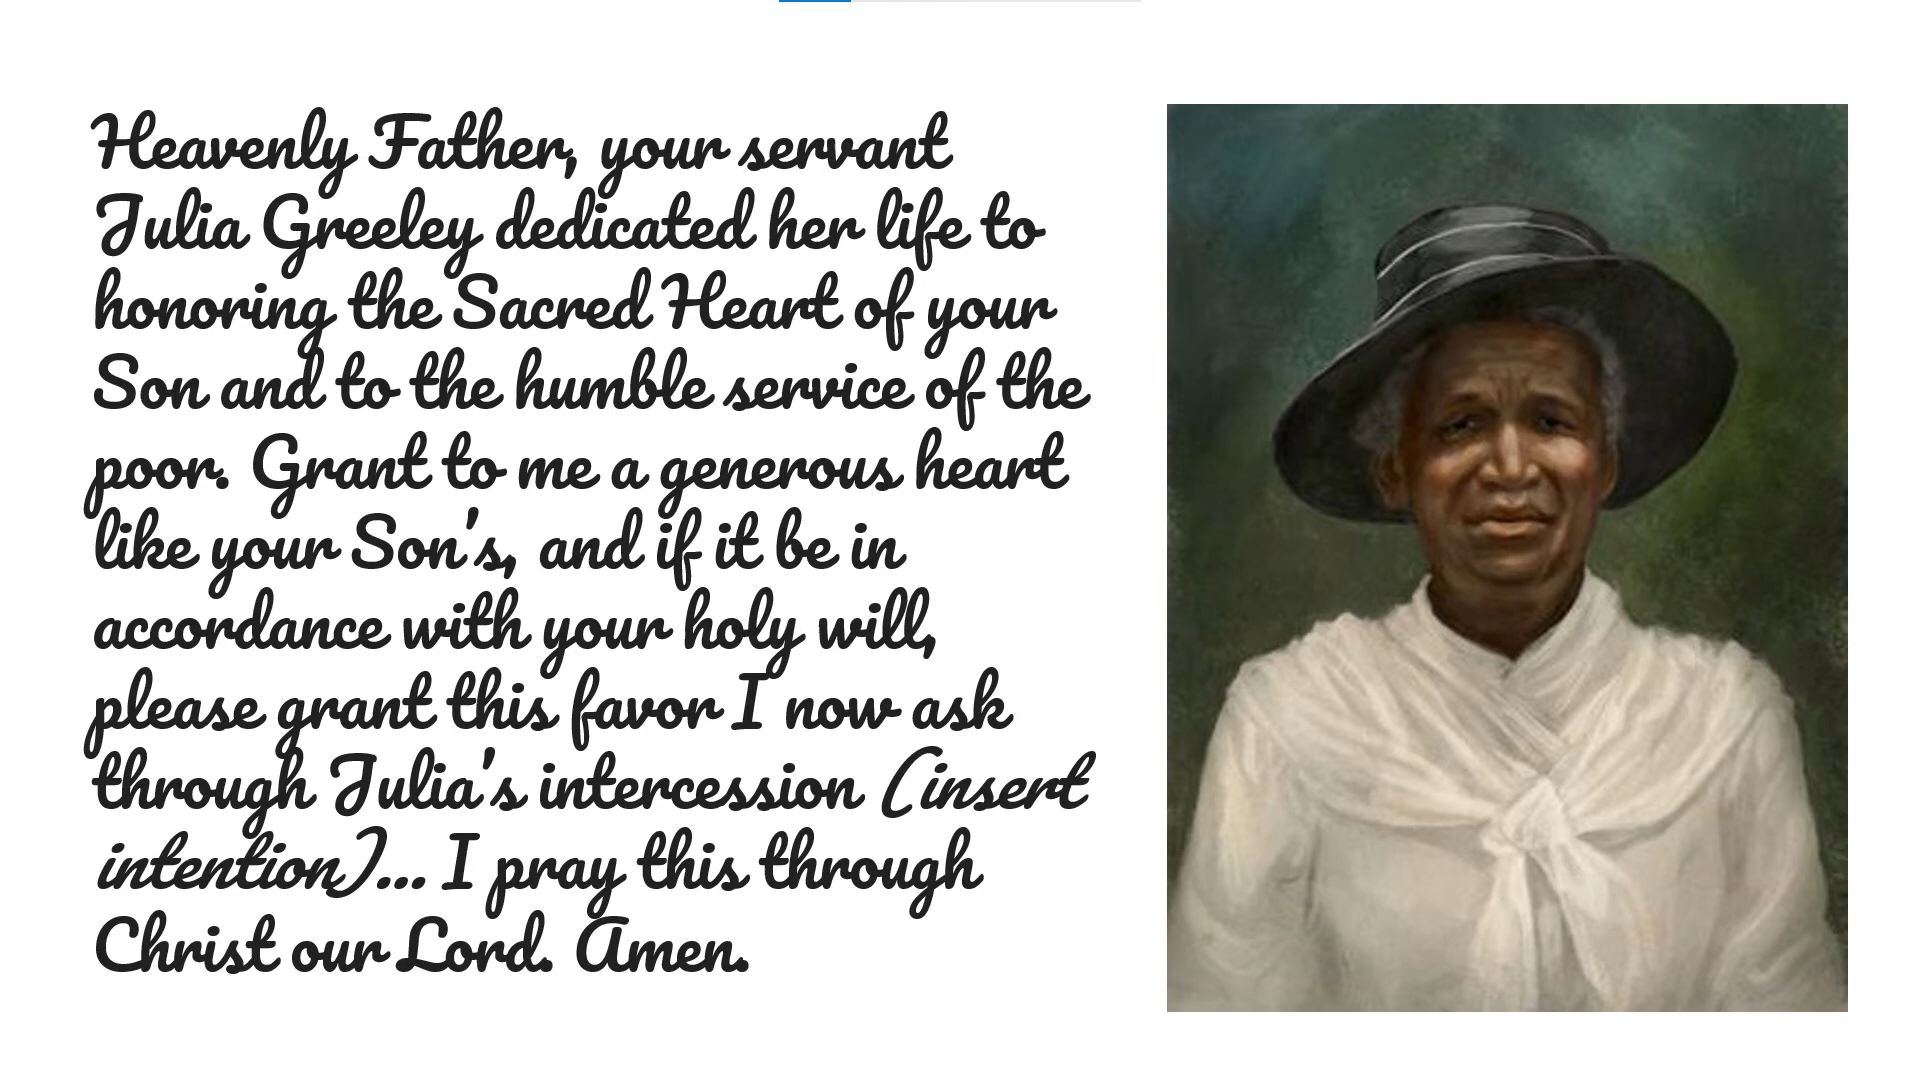 Heavenly Father, your servant
Julia Greeley dedicated her life to
honoring the Sacred Heart of your
Son and to the humble service of the
poor. Grant to me a generous heart
like your Son's, and if it be in
accordance with your holy will,
please grant this favor I now ask
through Julia's intercession (insert
intention)... I pray this through
Christ our Lord. Amen.